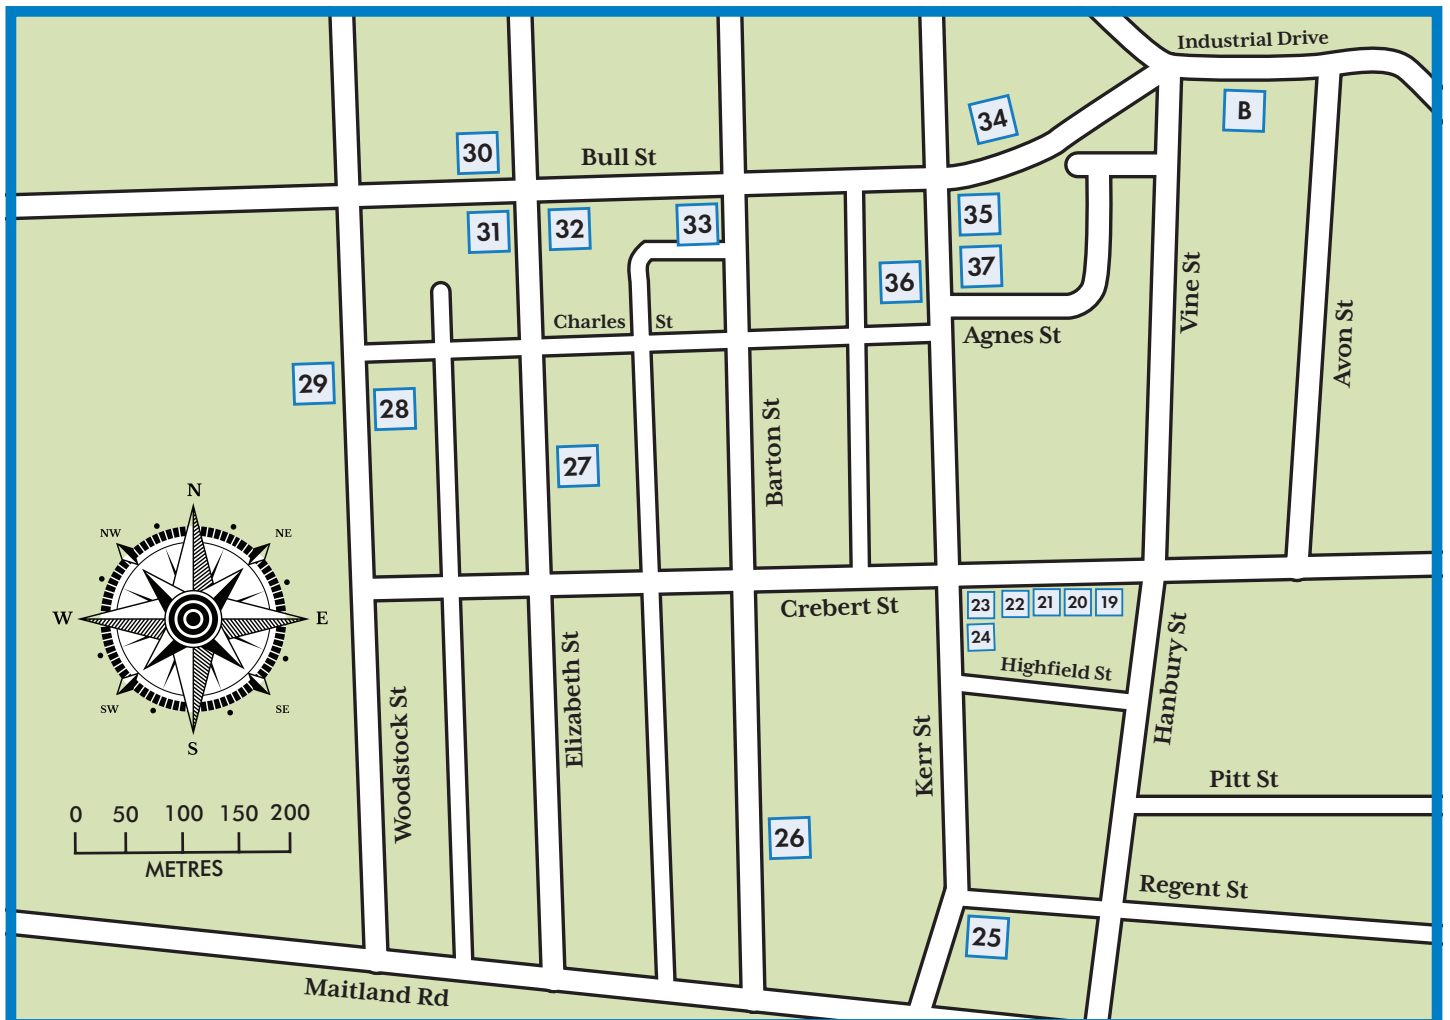 Industrial Drive
B
34
30
Bull St
31
32
33
35
36
37
Charles St
Agnes St
Vine St
Avon St
29
28
27
Barton St
N
NW
NE
W
E
SW
SE
S
Crebert St
23
22
21
20
19
24
Highfield St
Hanbury St
Elizabeth St
Woodstock St
Kerr St
Pitt St
0 50 100 150 200
METRES
26
Regent St
25
Maitland Rd